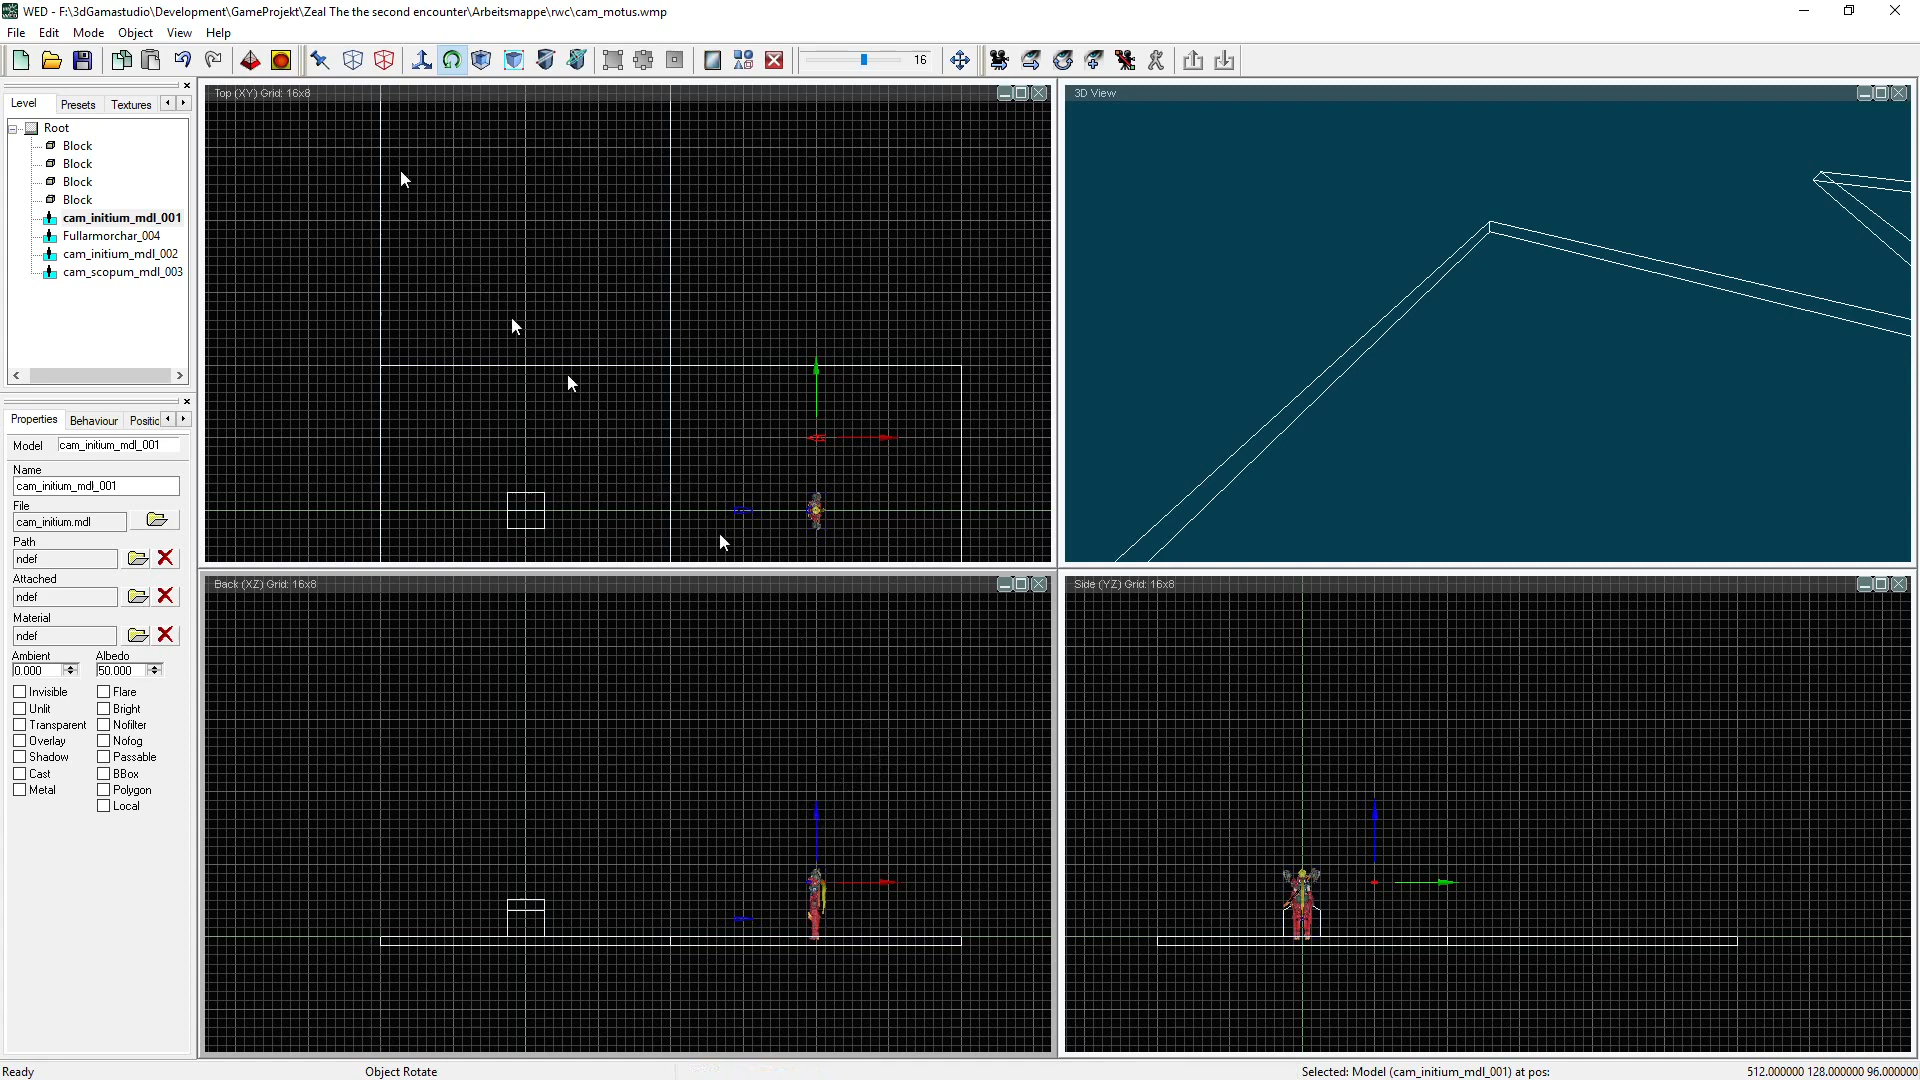 WED - F:\3dGamastudio\Development\GameProjekt\Zeal The the second encounter\Arbeitsmappe\rwc\cam_motus.wmp
File Edit Mode Object View Help
16
Level Presets Textures
Root
Block
Block
Block
Block
cam_initium_mdl_001
Fullarmorchar_004
cam_initium_mdl_002
cam_scopum_mdl_003
Properties Behaviour Positic
Model cam_initium_mdl_001
Name
cam_initium_mdl_001
File
cam_initium.mdl
Path
ndef
Attached
ndef
Material
ndef
Ambient Albedo
0.000 50.000
Invisible Flare
Unlit Bright
Transparent Nofilter
Overlay Nofog
Shadow Passable
Cast BBox
Metal Polygon
Local
Top (XY) Grid: 16x8
3D View
Back (XZ) Grid: 16x8
Side (YZ) Grid: 16x8
Ready Object Rotate Selected: Model (cam_initium_mdl_001) at pos: 512.000000 128.000000 96.000000